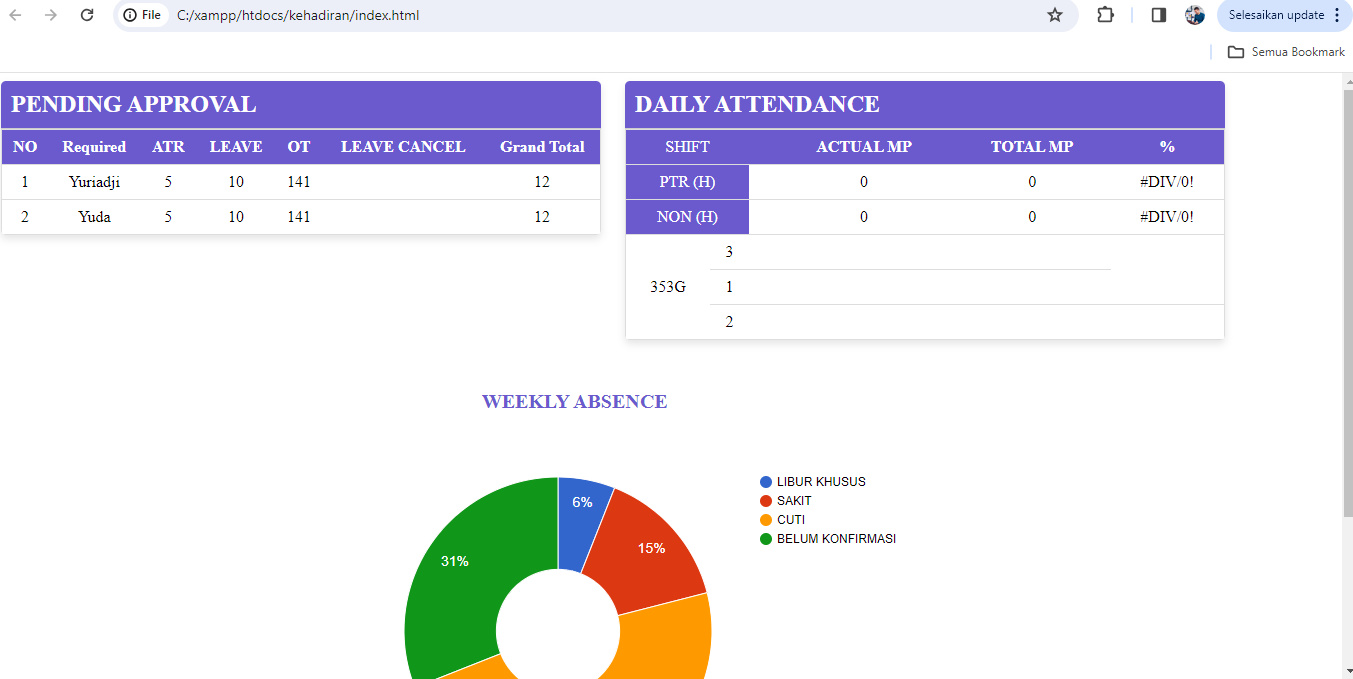 File C:/xampp/htdocs/kehadiran/index.html Selesaikan update
Semua Bookmark
PENDING APPROVAL
NO Required ATR LEAVE OT LEAVE CANCEL Grand Total
1 Yuriadji 5 10 141 12
2 Yuda 5 10 141 12
DAILY ATTENDANCE
SHIFT ACTUAL MP TOTAL MP %
PTR (H) 0 0 #DIV/0!
NON (H) 0 0 #DIV/0!
3
353G 1
2
WEEKLY ABSENCE
6%
15%
31%
LIBUR KHUSUS
SAKIT
CUTI
BELUM KONFIRMASI